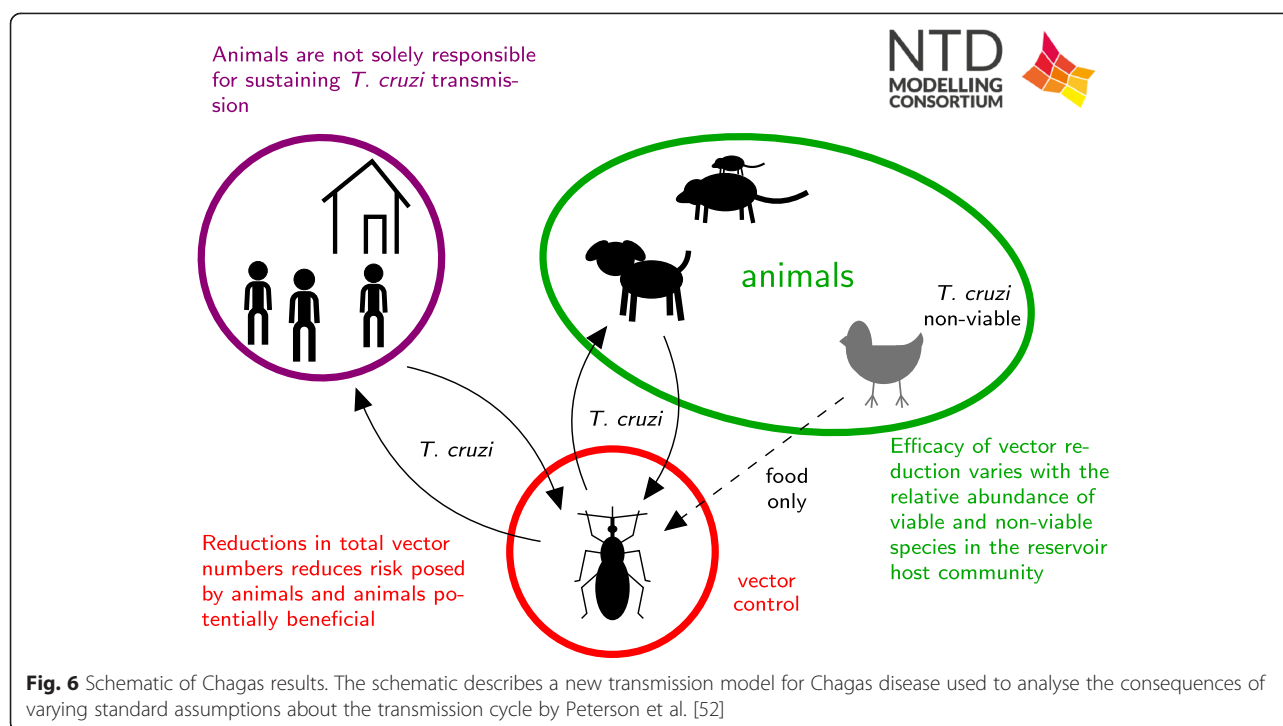 Animals are not solely responsible
for sustaining T. cruzi transmis-
sion
NTD
MODELLING
CONSORTIUM
animals
T. cruzi
non-viable
T. cruzi
T. cruzi
food
only
Efficacy of vector re-
duction varies with the
relative abundance of
viable and non-viable
species in the reservoir
host community
Reductions in total vector
numbers reduces risk posed
by animals and animals po-
tentially beneficial
vector
control
Fig. 6 Schematic of Chagas results. The schematic describes a new transmission model for Chagas disease used to analyse the consequences of
varying standard assumptions about the transmission cycle by Peterson et al. [52]